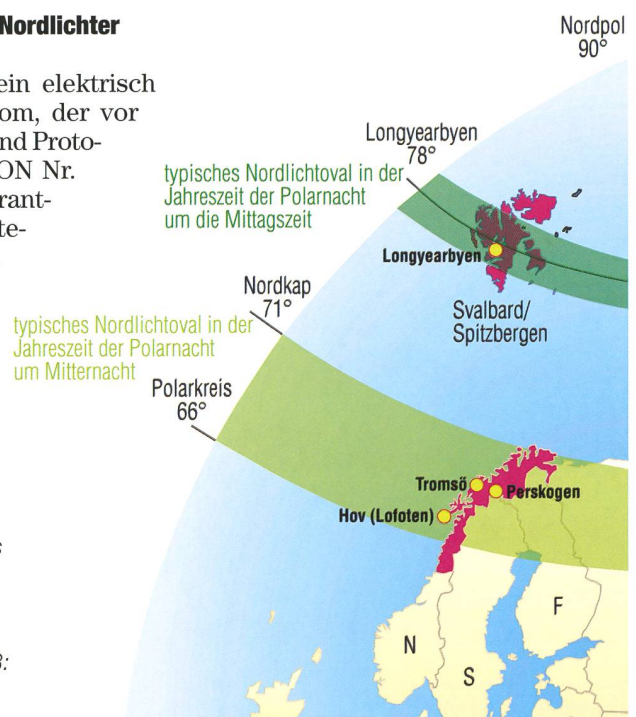 Nordlichter
ein elektrisch
om, der vor
nd Proto-
ON Nr.
rant-
te-
Nordpol
90°
Longyearbyen
78°
typisches Nordlichtoval in der
Jahreszeit der Polarnacht
um die Mittagszeit
Longyearbyen
Svalbard/
Spitzbergen
Nordkap
71°
typisches Nordlichtoval in der
Jahreszeit der Polarnacht
um Mitternacht
Polarkreis
66°
Tromsö
Perskogen
Hov (Lofoten)
F
N
S